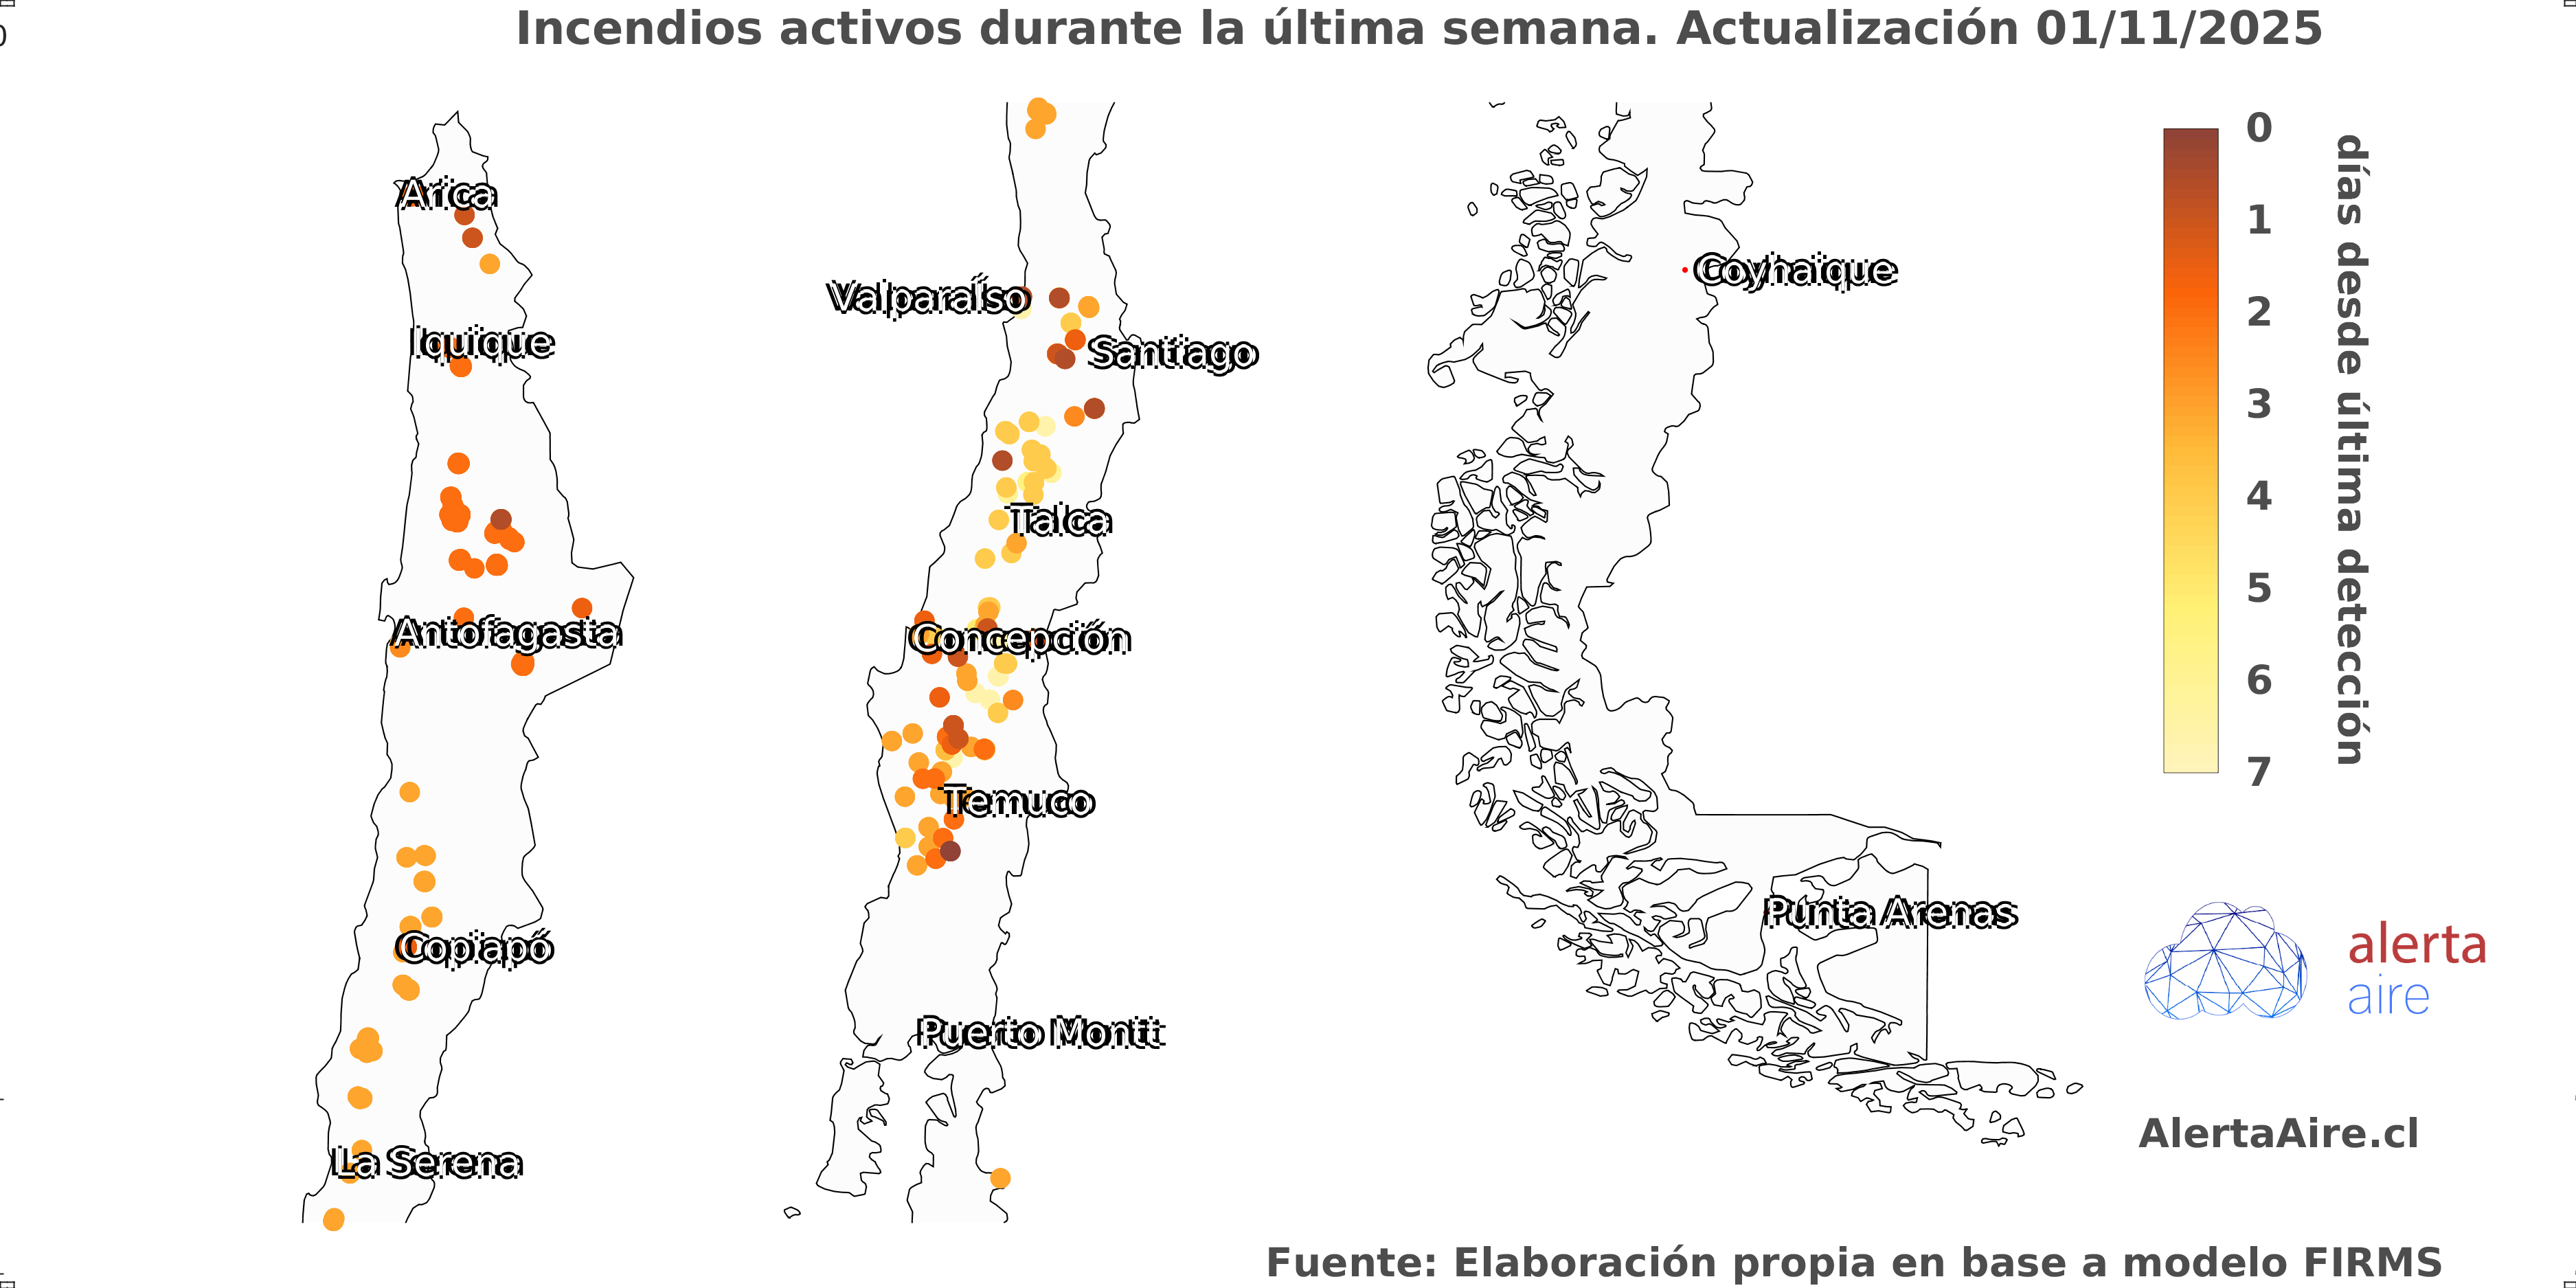 Incendios activos durante la última semana. Actualización 01/11/2025
Arica
Iquique
Antofagasta
Copiapó
La Serena
Valparaíso
Santiago
Talca
Concepción
Temuco
Puerto Montt
Coyhaique
Punta Arenas
0
1
2
3
4
5
6
7
días desde última detección
alerta
aire
AlertaAire.cl
Fuente: Elaboración propia en base a modelo FIRMS